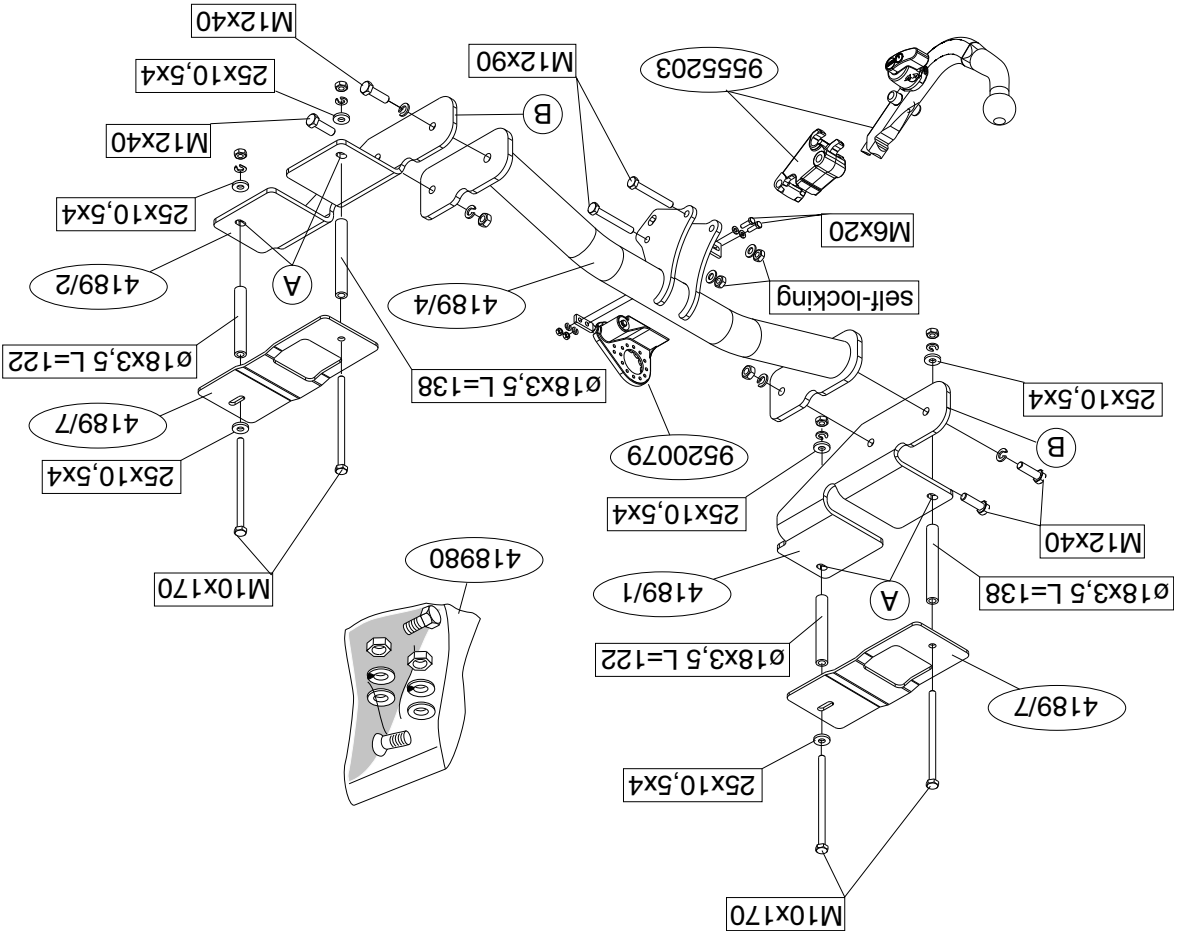 M10x170
25x10,5x4
4189/7
ø18x3,5 L=122
A
4189/1
ø18x3,5 L=138
M10x170
418980
M12x40
25x10,5x4
25x10,5x4
9520079
B
4189/7
25x10,5x4
ø18x3,5 L=138
ø18x3,5 L=122
4189/4
self-locking
A
4189/2
M6x20
25x10,5x4
M12x40
B
25x10,5x4
9555203
M12x90
M12x40